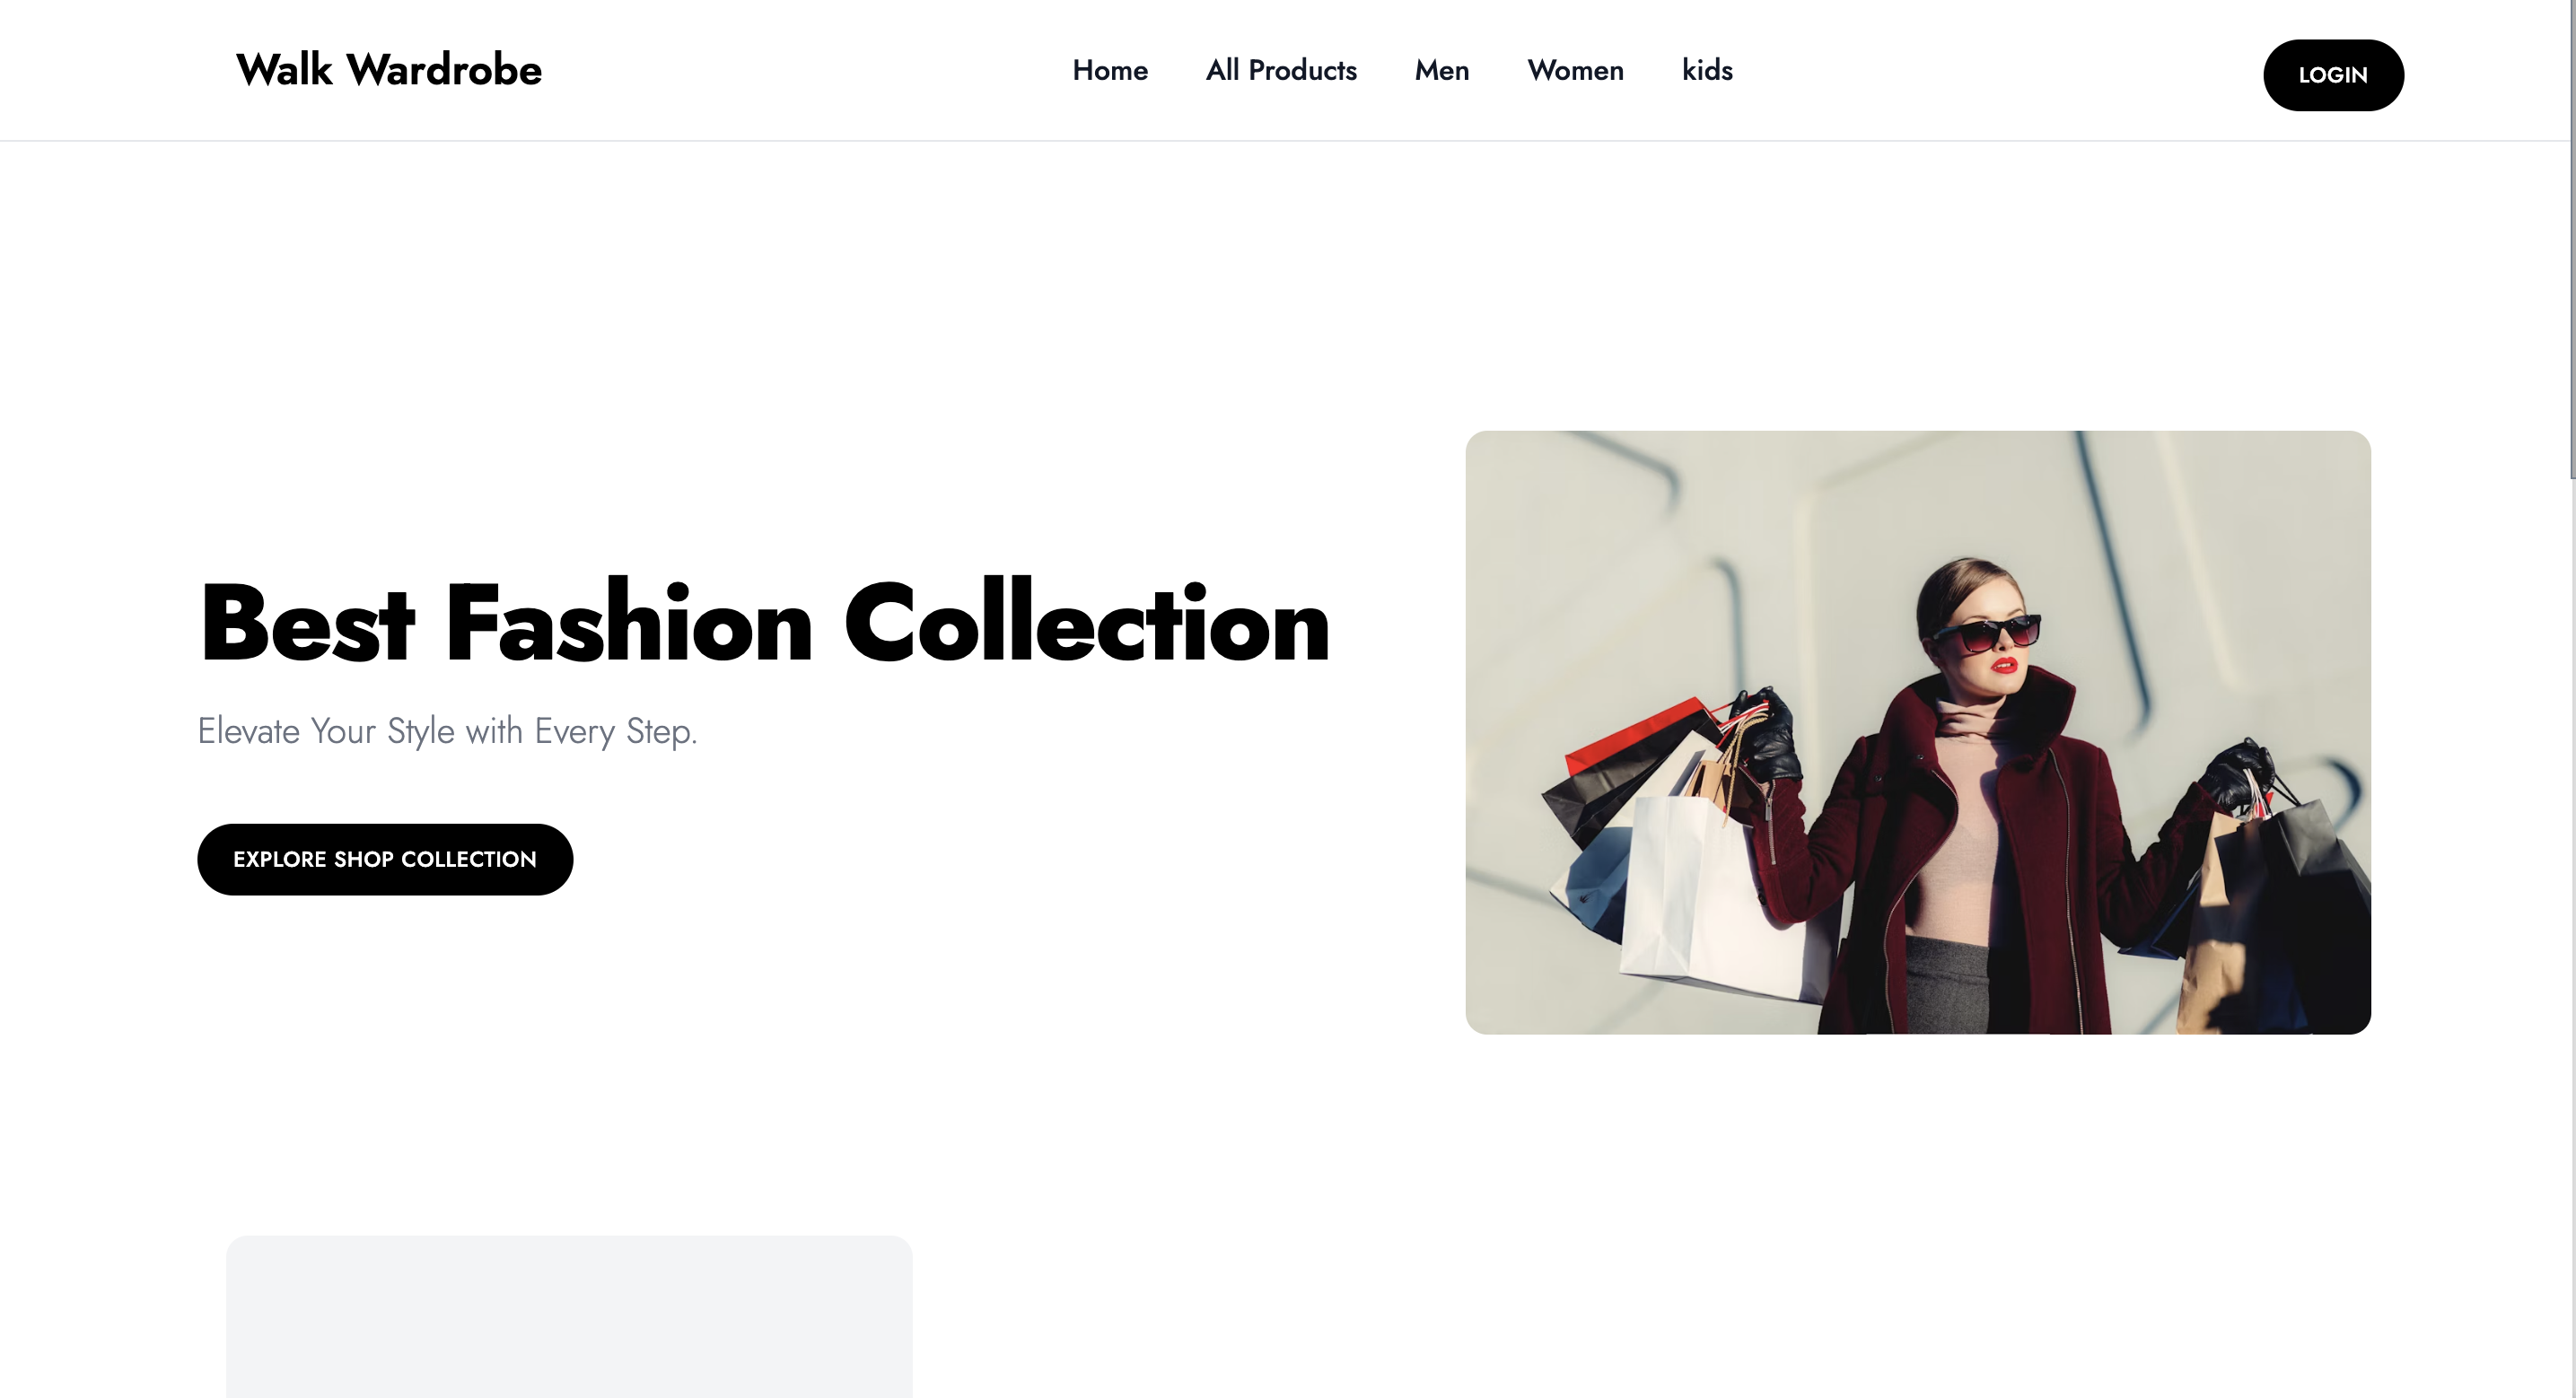 Walk Wardrobe
Home All Products Men Women kids
LOGIN
Best Fashion Collection
Elevate Your Style with Every Step.
EXPLORE SHOP COLLECTION